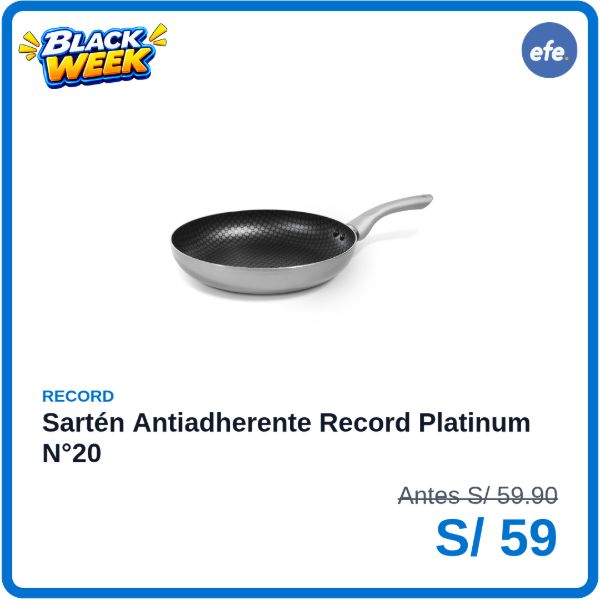 BLACK
WEEK
efe.
RECORD
Sartén Antiadherente Record Platinum
N°20
Antes S/ 59.90
S/ 59